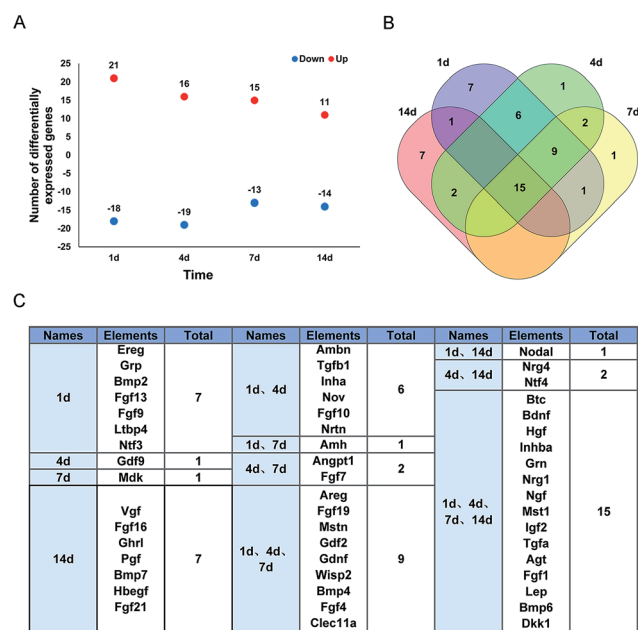 A
Number of differentially
expressed genes
25
20
15
10
5
0
-5
-10
-15
-20
-25
Down Up
21
16
15
11
-18
-19
-13
-14
1d 4d 7d 14d
Time
B
1d 4d
14d 7d
7 1
1 6 2
7 9 1
2 15 1
C
Names Elements Total
1d
Ereg
Grp
Bmp2
Fgf13
Fgf9
Ltbp4
Ntf3
7
4d Gdf9 1
7d Mdk 1
14d
Vgf
Fgf16
Ghrl
Pgf
Bmp7
Hbegf
Fgf21
7
Names Elements Total
1d、4d
Ambn
Tgfb1
Inha
Nov
Fgf10
Nrtn
6
1d、7d Amh 1
4d、7d
Angpt1
Fgf7
2
1d、4d、
7d
Areg
Fgf19
Mstn
Gdf2
Gdnf
Wisp2
Bmp4
Fgf4
Clec11a
9
Names Elements Total
1d、14d Nodal 1
4d、14d
Nrg4
Ntf4
2
1d、4d、
7d、14d
Btc
Bdnf
Hgf
Inhba
Grn
Nrg1
Ngf
Mst1
Igf2
Tgfa
Agt
Fgf1
Lep
Bmp6
Dkk1
15